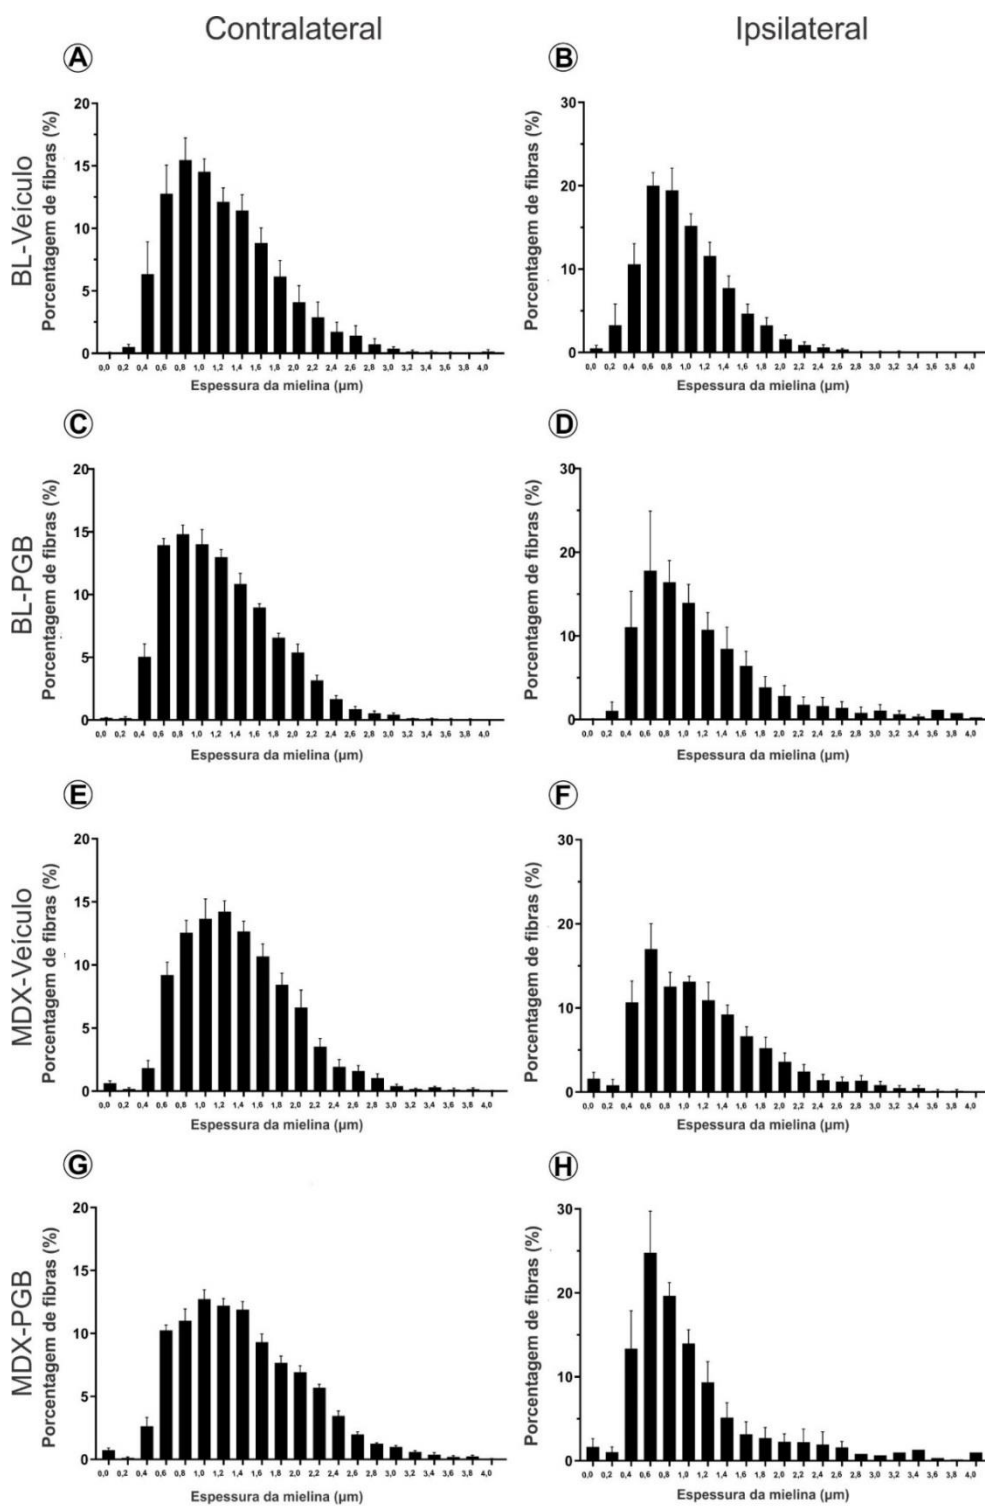 Contralateral
Ipsilateral
A
B
BL-Veículo
Porcentagem de fibras (%)
20
15
10
5
0
0,0 0,2 0,4 0,6 0,8 1,0 1,2 1,4 1,6 1,8 2,0 2,2 2,4 2,6 2,8 3,0 3,2 3,4 3,6 3,8 4,0
Espessura da mielina (µm)
Porcentagem de fibras (%)
30
20
10
0
0,0 0,2 0,4 0,6 0,8 1,0 1,2 1,4 1,6 1,8 2,0 2,2 2,4 2,6 2,8 3,0 3,2 3,4 3,6 3,8 4,0
Espessura da mielina (µm)
C
D
BL-PGB
Porcentagem de fibras (%)
20
15
10
5
0
0,0 0,2 0,4 0,6 0,8 1,0 1,2 1,4 1,6 1,8 2,0 2,2 2,4 2,6 2,8 3,0 3,2 3,4 3,6 3,8 4,0
Espessura da mielina (µm)
Porcentagem de fibras (%)
30
20
10
0
0,0 0,2 0,4 0,6 0,8 1,0 1,2 1,4 1,6 1,8 2,0 2,2 2,4 2,6 2,8 3,0 3,2 3,4 3,6 3,8 4,0
Espessura da mielina (µm)
E
F
MDX-Veículo
Porcentagem de fibras (%)
20
15
10
5
0
0,0 0,2 0,4 0,6 0,8 1,0 1,2 1,4 1,6 1,8 2,0 2,2 2,4 2,6 2,8 3,0 3,2 3,4 3,6 3,8 4,0
Espessura da mielina (µm)
Porcentagem de fibras (%)
30
20
10
0
0,0 0,2 0,4 0,6 0,8 1,0 1,2 1,4 1,6 1,8 2,0 2,2 2,4 2,6 2,8 3,0 3,2 3,4 3,6 3,8 4,0
Espessura da mielina (µm)
G
H
MDX-PGB
Porcentagem de fibras (%)
20
15
10
5
0
0,0 0,2 0,4 0,6 0,8 1,0 1,2 1,4 1,6 1,8 2,0 2,2 2,4 2,6 2,8 3,0 3,2 3,4 3,6 3,8 4,0
Espessura da mielina (µm)
Porcentagem de fibras (%)
30
20
10
0
0,0 0,2 0,4 0,6 0,8 1,0 1,2 1,4 1,6 1,8 2,0 2,2 2,4 2,6 2,8 3,0 3,2 3,4 3,6 3,8 4,0
Espessura da mielina (µm)